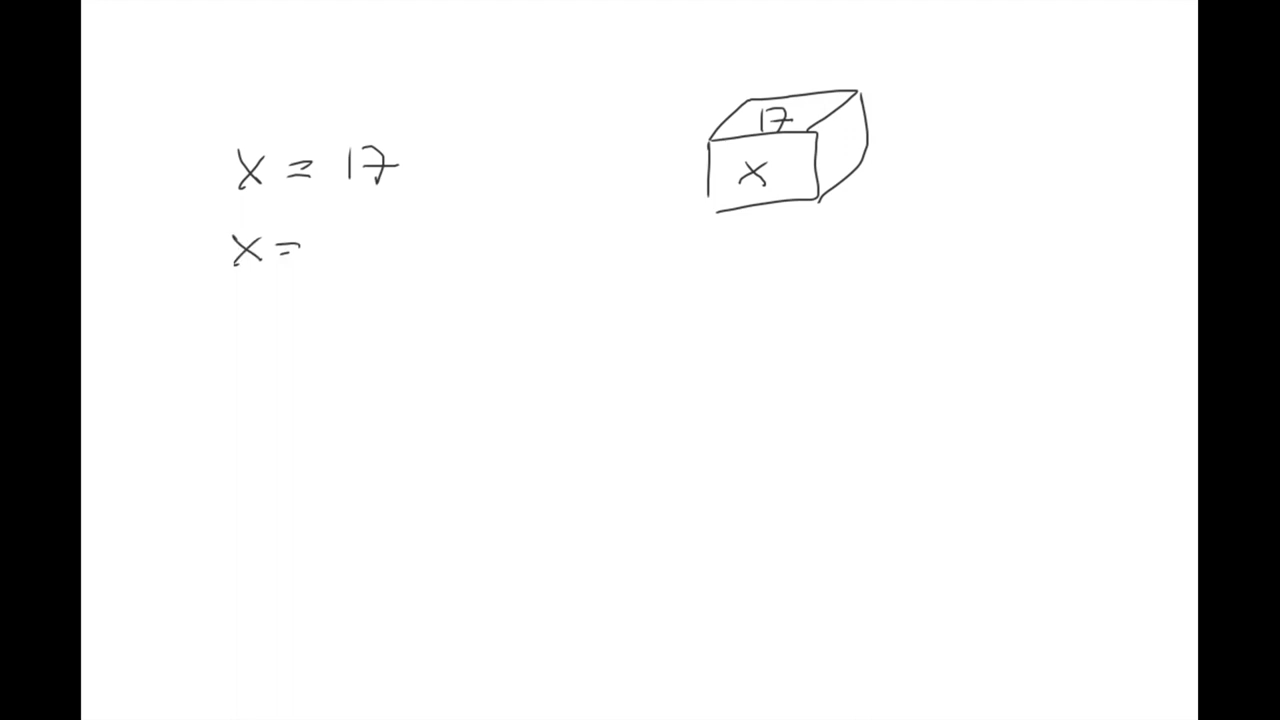 x = 17
x =
17
x